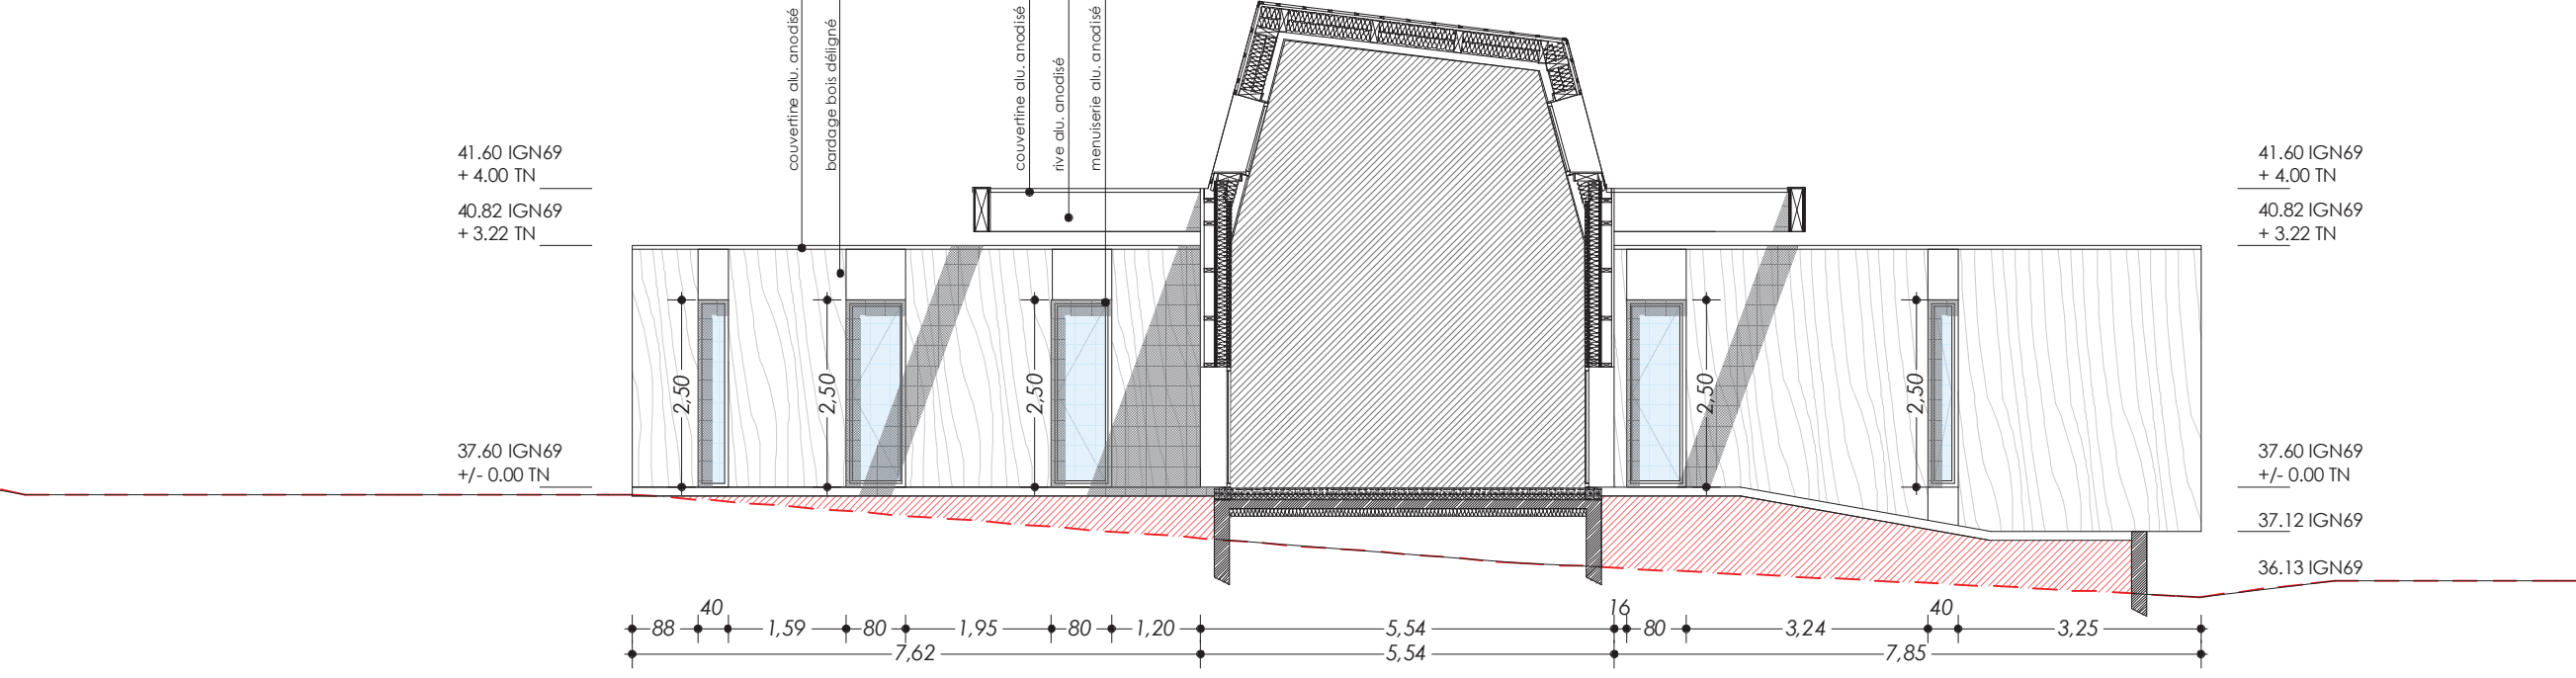 couvertine alu. anodisé
bardage bois déligné
couvertine alu. anodisé
rive alu. anodisé
menuiserie alu. anodisé
41.60 IGN69
+ 4.00 TN
40.82 IGN69
+ 3.22 TN
37.60 IGN69
+/- 0.00 TN
2,50
2,50
2,50
2,50
2,50
41.60 IGN69
+ 4.00 TN
40.82 IGN69
+ 3.22 TN
37.60 IGN69
+/- 0.00 TN
37.12 IGN69
36.13 IGN69
88 40 1,59 80 1,95 80 1,20 5,54 16 80 3,24 40 3,25
7,62 5,54 7,85